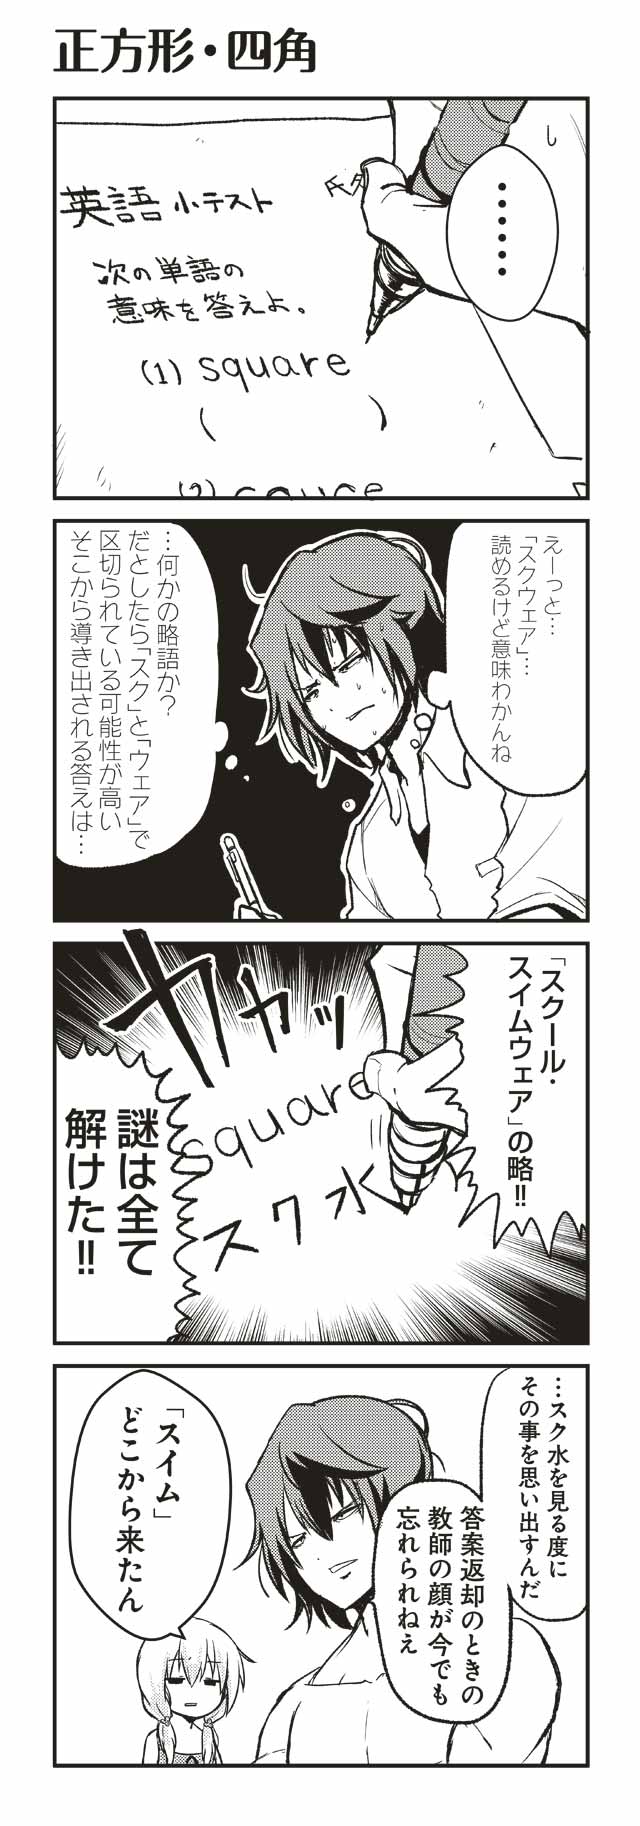 正方形・四角
英語 小テスト
氏名
次の単語の
意味を答えよ。
(1) square
( )
(2)
・・・・・・
えーっと…
「スクウェア」…
読めるけど意味わかんね
…何かの略語か?
だとしたら「スク」と「ウェア」で
区切られている可能性が高い
そこから導き出される答えは…
「スクール・
スイムウェア」の略!!
カカッ
square
スク水
謎は全て
解けた!!
…スク水を見る度に
その事を思い出すんだ
答案返却のときの
教師の顔が今でも
忘れられねえ
「スイム」
どこから来たん